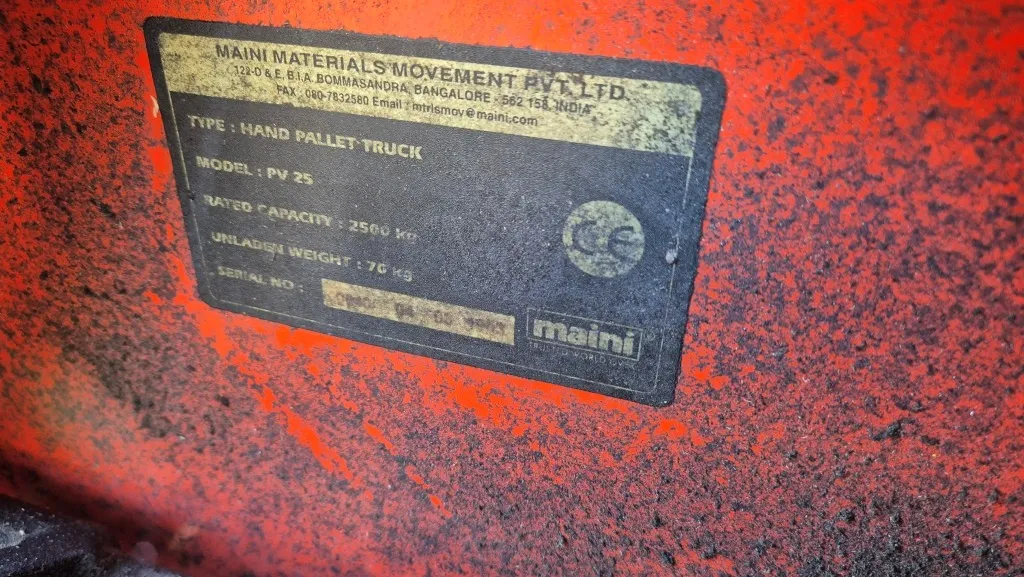 MAINI MATERIALS MOVEMENT PVT. LTD
122-D & E, B.I.A, BOMMASANDRA, BANGALORE - 562 158, INDIA
FAX : 080-7832580 Email : mtrlsmov@maini.com
TYPE : HAND PALLET TRUCK
MODEL : PV 25
RATED CAPACITY : 2500 KG
UNLADEN WEIGHT : 70 KG
SERIAL NO :
CE
maini